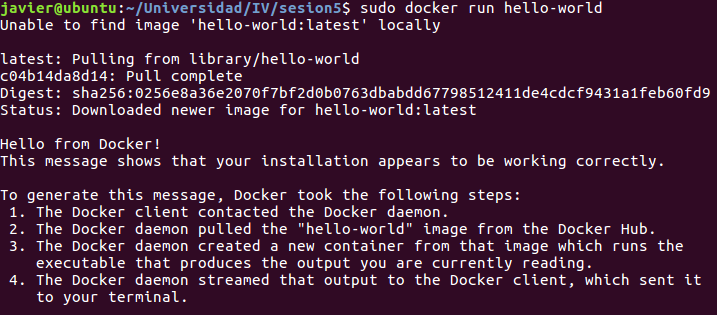 javier@ubuntu:~/Universidad/IV/sesion5$ sudo docker run hello-world
Unable to find image 'hello-world:latest' locally

latest: Pulling from library/hello-world
c04b14da8d14: Pull complete
Digest: sha256:0256e8a36e2070f7bf2d0b0763dbabdd67798512411de4cdcf9431a1feb60fd9
Status: Downloaded newer image for hello-world:latest

Hello from Docker!
This message shows that your installation appears to be working correctly.

To generate this message, Docker took the following steps:
 1. The Docker client contacted the Docker daemon.
 2. The Docker daemon pulled the "hello-world" image from the Docker Hub.
 3. The Docker daemon created a new container from that image which runs the
    executable that produces the output you are currently reading.
 4. The Docker daemon streamed that output to the Docker client, which sent it
    to your terminal.